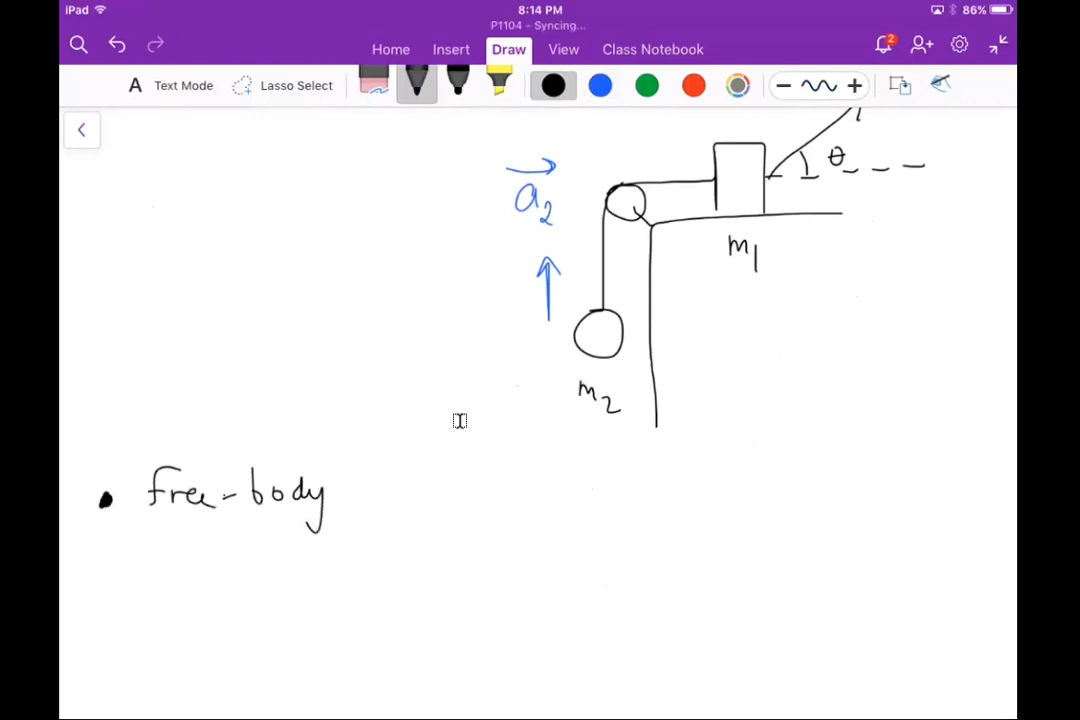 iPad 8:14 PM 86%
P1104 - Syncing...
Home Insert Draw View Class Notebook 2
A Text Mode Lasso Select
θ
a₂
m₁
m₂
• free-body